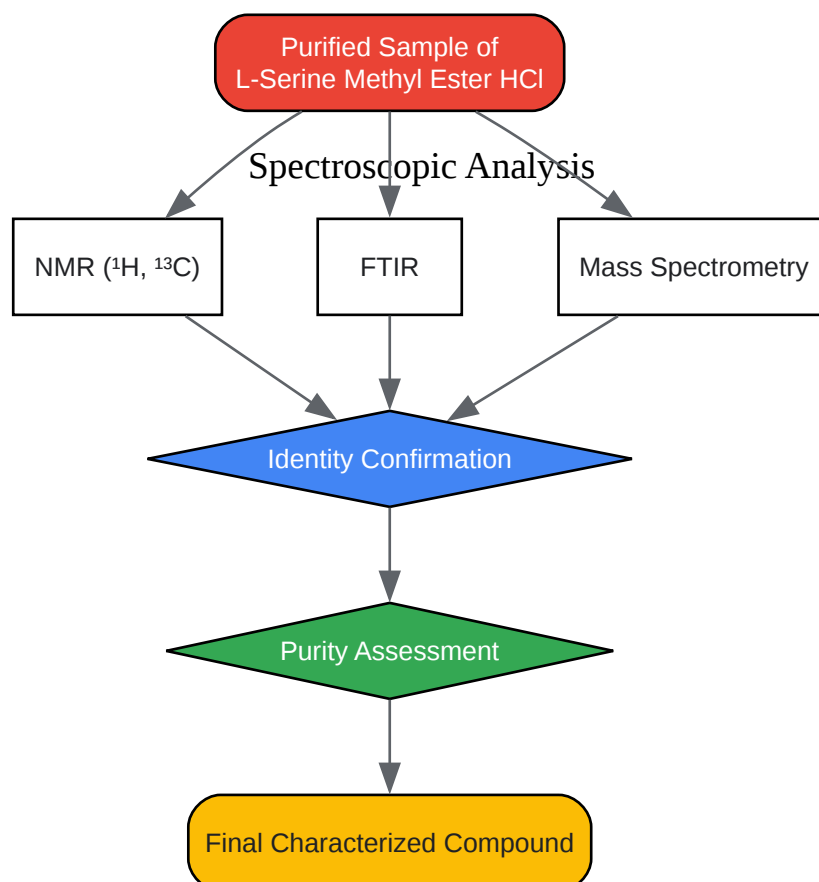 Purified Sample of
L-Serine Methyl Ester HCl
Spectroscopic Analysis
NMR (¹H, ¹³C)
FTIR
Mass Spectrometry
Identity Confirmation
Purity Assessment
Final Characterized Compound